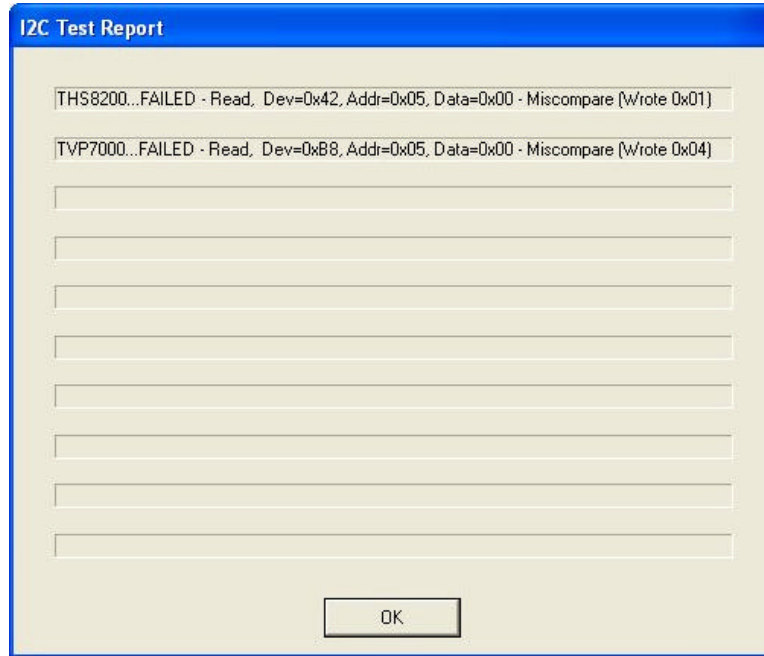 I2C Test Report
THS8200...FAILED - Read, Dev=0x42, Addr=0x05, Data=0x00 - Miscompare (Wrote 0x01)
TVP7000...FAILED - Read, Dev=0xB8, Addr=0x05, Data=0x00 - Miscompare (Wrote 0x04)
OK